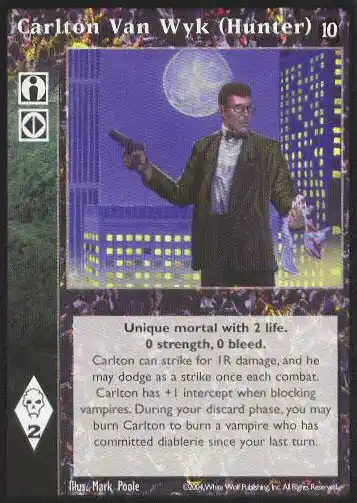 Carlton Van Wyk (Hunter) 10
Unique mortal with 2 life.
0 strength, 0 bleed.
Carlton can strike for 1R damage, and he
may dodge as a strike once each combat.
Carlton has +1 intercept when blocking
vampires. During your discard phase, you may
burn Carlton to burn a vampire who has
committed diablerie since your last turn.
2
Illus. Mark Poole
©2004, White Wolf Publishing, Inc. All Rights Reserved.